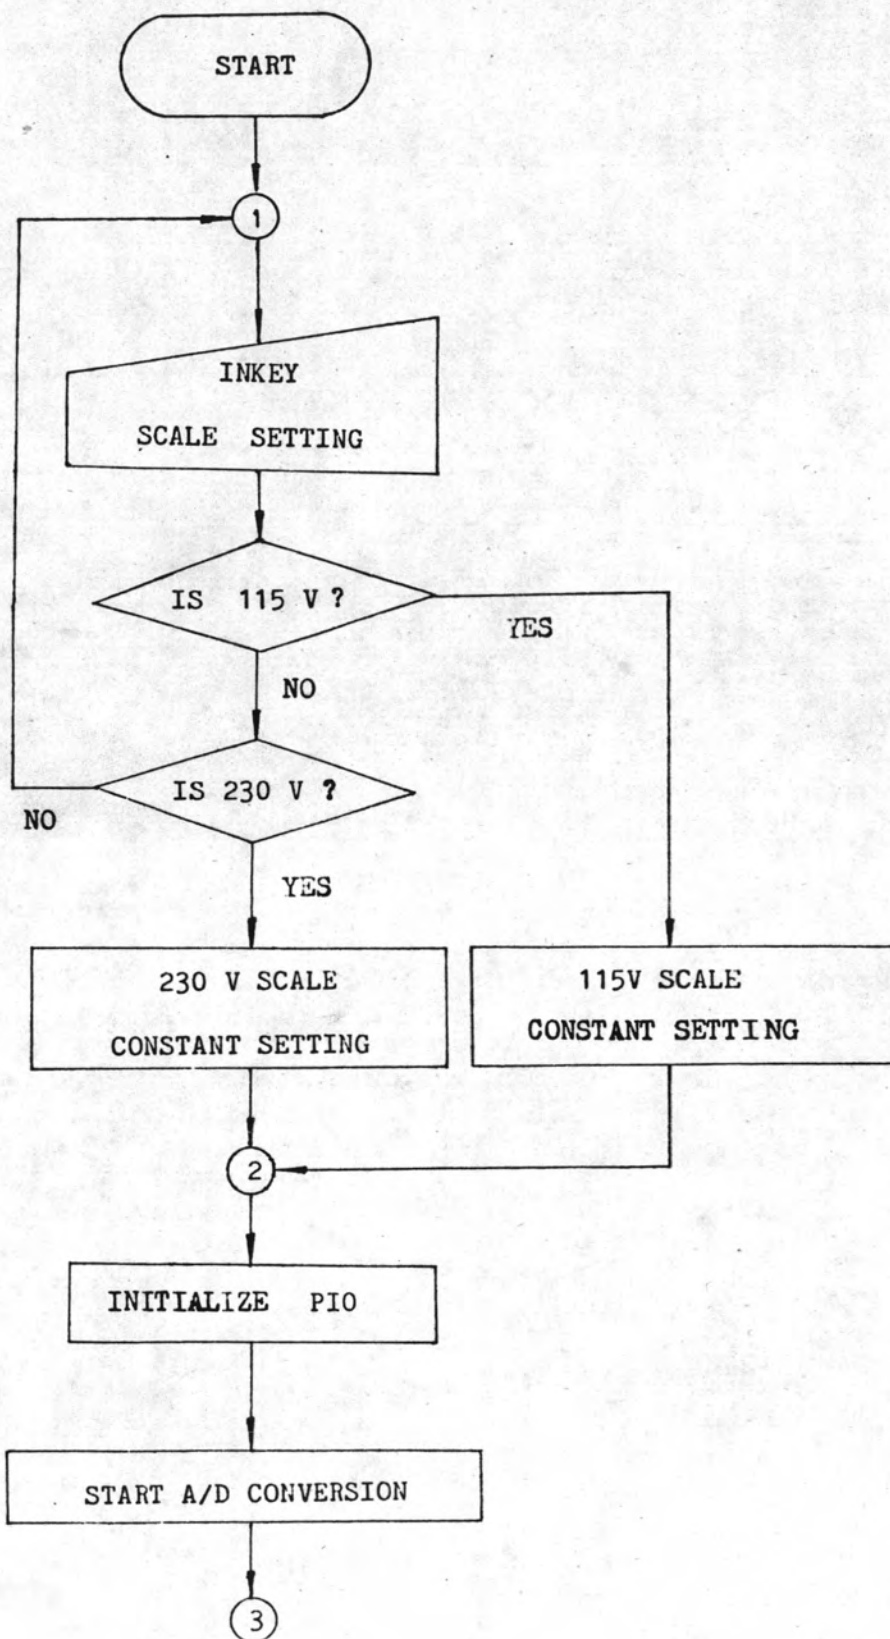 START
1
INKEY
SCALE SETTING
IS 115 V ?
YES
NO
IS 230 V ?
NO
YES
230 V SCALE
CONSTANT SETTING
115V SCALE
CONSTANT SETTING
2
INITIALIZE PIO
START A/D CONVERSION
3